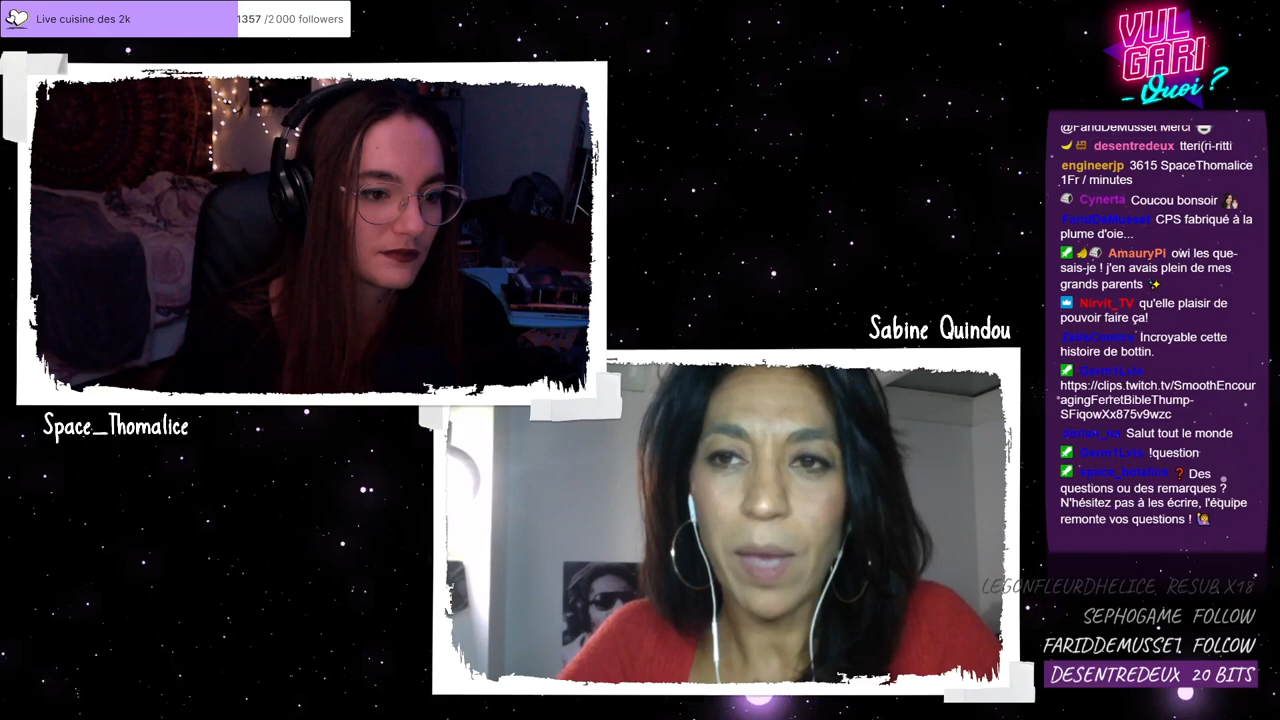 Live cuisine des 2k
1357 /2 000 followers
VUL
GARI
-Quoi ?
@FaridDeMusset Merci
desentredeux tteri(ri-ritti
engineerjp 3615 SpaceThomalice
1Fr / minutes
Cynerta Coucou bonsoir
FaridDeMusset CPS fabriqué à la
plume d'oie...
AmauryPi owi les que-
sais-je ! j'en avais plein de mes
grands parents
Nirvit_TV qu'elle plaisir de
pouvoir faire ça!
Incroyable cette
histoire de bottin.
Germ1Lvts
https://clips.twitch.tv/SmoothEncour
agingFerretBibleThump-
SFiqowXx875v9wzc
Salut tout le monde
Germ1Lvts !question
Des
questions ou des remarques ?
N'hésitez pas à les écrire, l'équipe
remonte vos questions !
Sabine Quindou
Space_Thomalice
LEGONFLEURDHELICE RESUB X18
SEPHOGAME FOLLOW
FARIDDEMUSSET FOLLOW
DESENTREDEUX 20 BITS